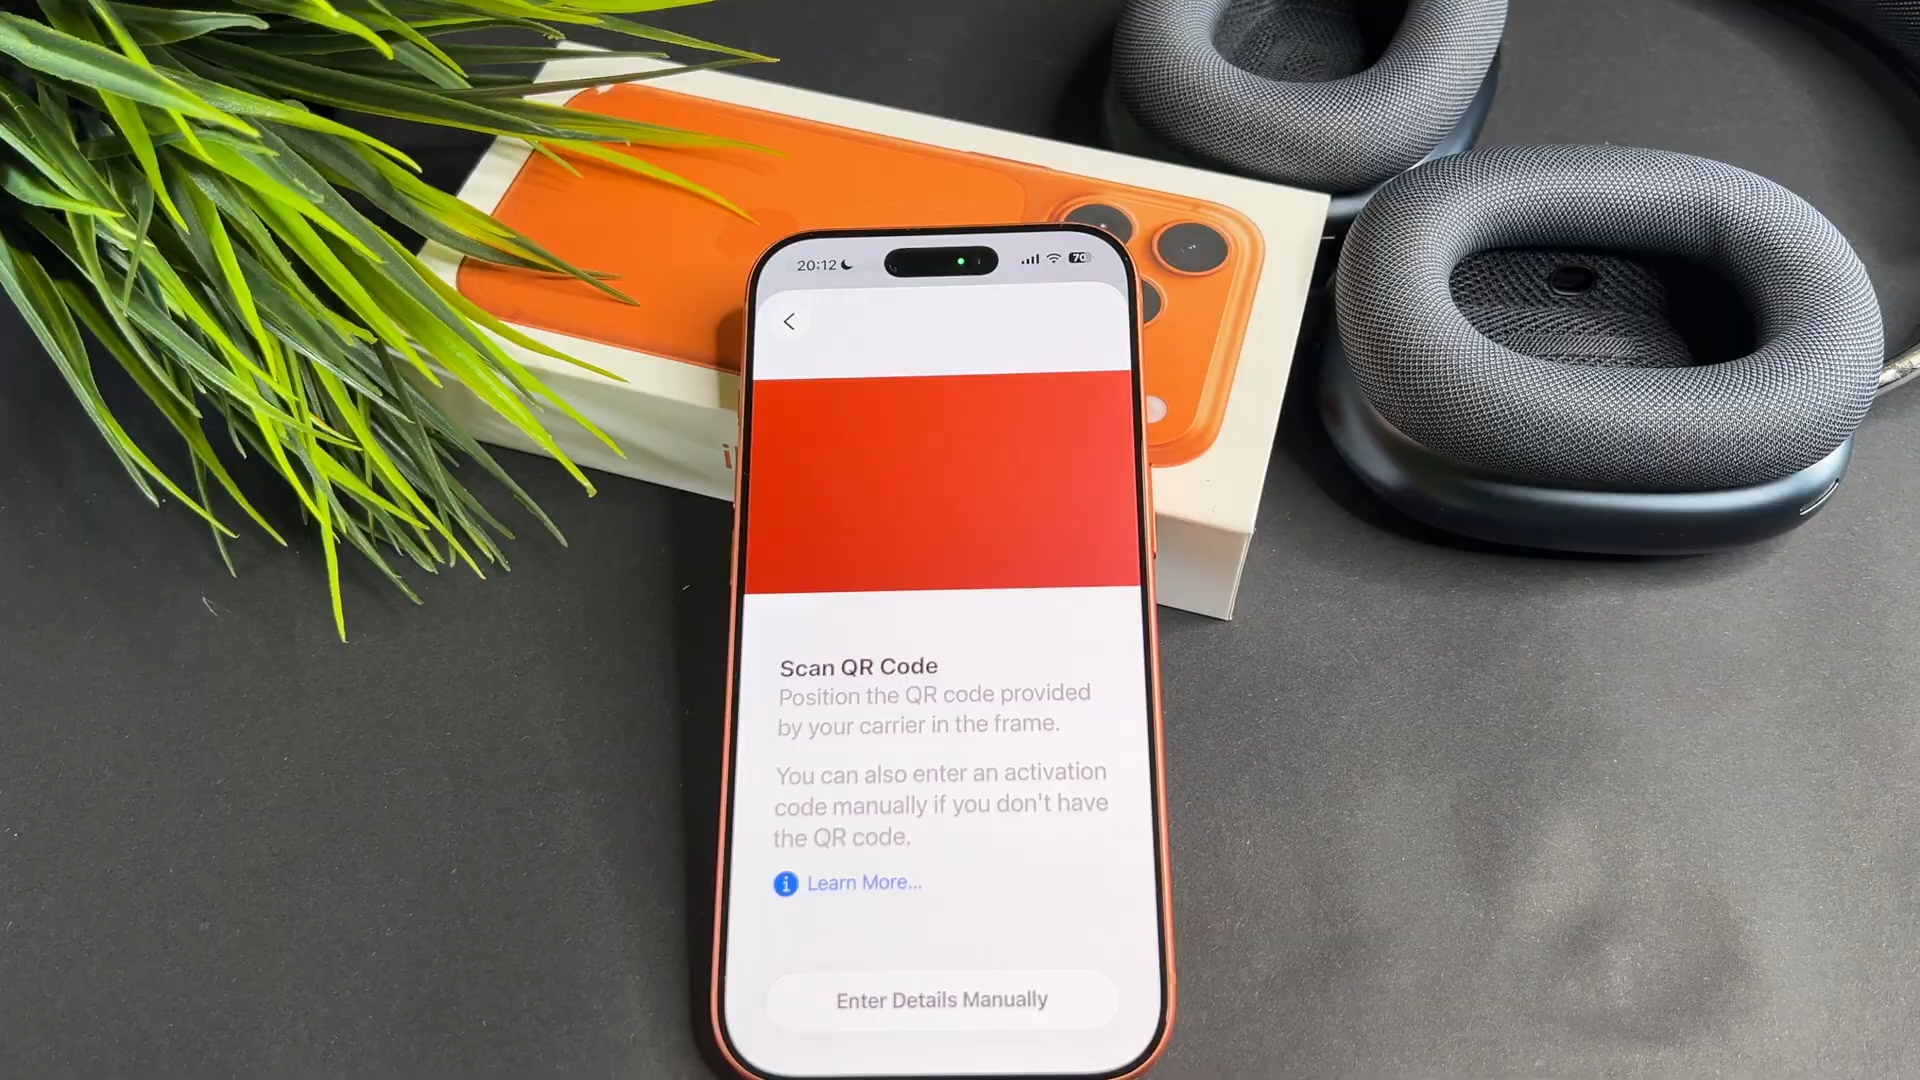 20:12
70
Scan QR Code
Position the QR code provided
by your carrier in the frame.
You can also enter an activation
code manually if you don't have
the QR code.
Learn More...
Enter Details Manually